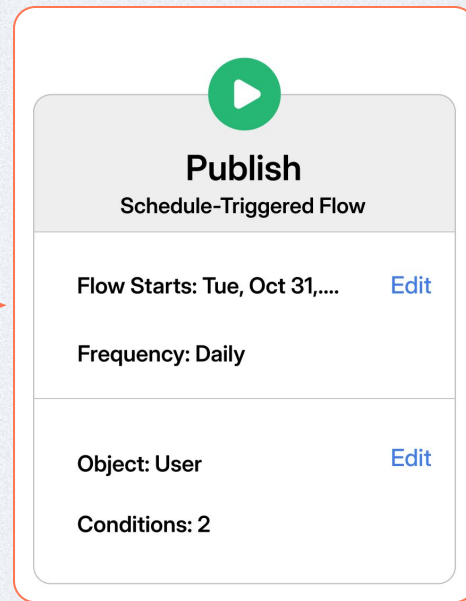 Publish
Schedule-Triggered Flow
Flow Starts: Tue, Oct 31,.... Edit
Frequency: Daily
Object: User Edit
Conditions: 2